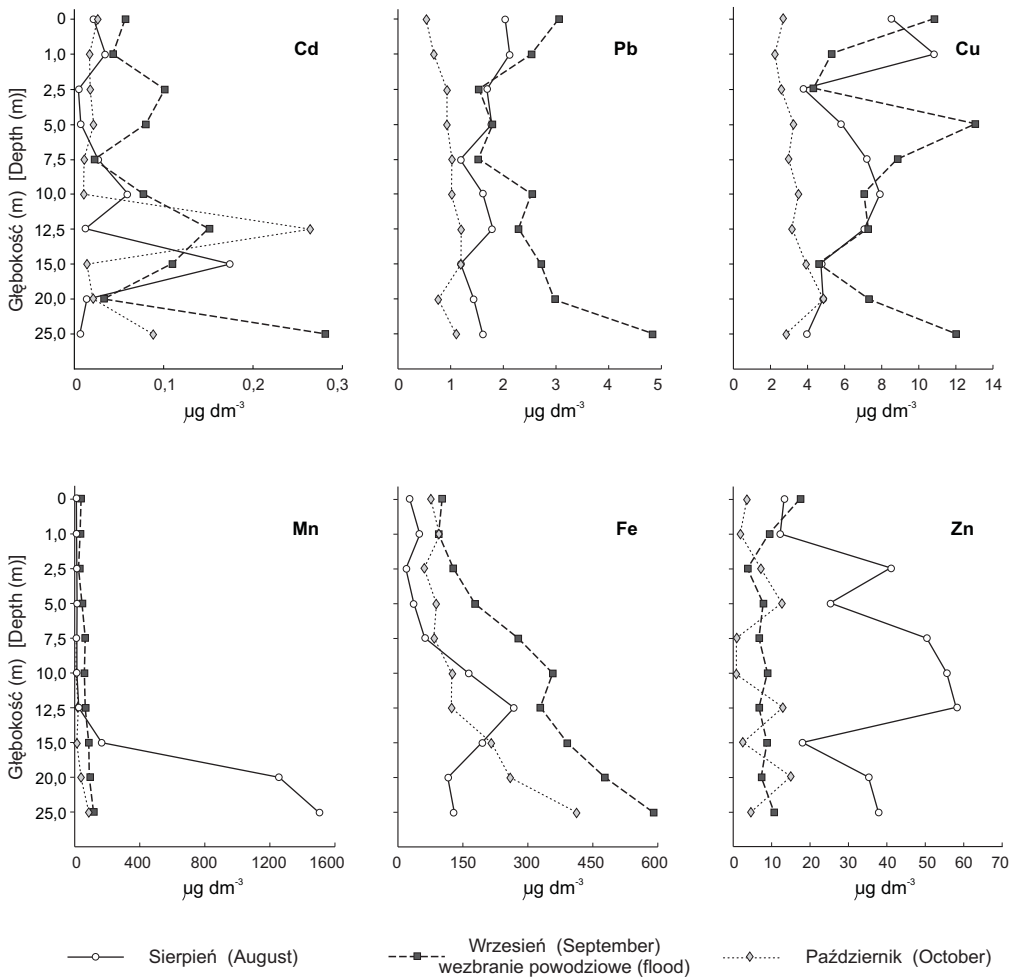 Cd
Pb
Cu
Głębokość (m) [Depth (m)]
0
1,0
2,5
5,0
7,5
10,0
12,5
15,0
20,0
25,0
0 0,1 0,2 0,3
0 1 2 3 4 5
0 2 4 6 8 10 12 14
µg dm-3
µg dm-3
µg dm-3
Mn
Fe
Zn
Głębokość (m) [Depth (m)]
0
1,0
2,5
5,0
7,5
10,0
12,5
15,0
20,0
25,0
0 400 800 1200 1600
0 150 300 450 600
0 10 20 30 40 50 60 70
µg dm-3
µg dm-3
µg dm-3
Sierpień (August)
Wrzesień (September)
wezbranie powodziowe (flood)
Październik (October)